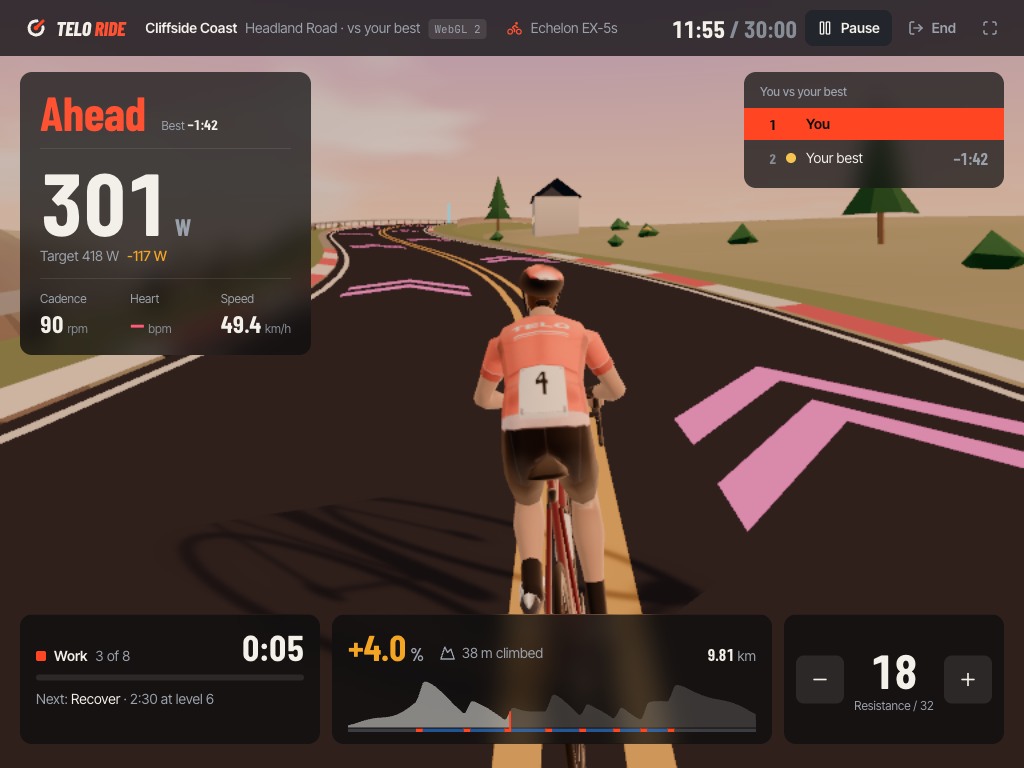 TELO RIDE Cliffside Coast Headland Road · vs your best WebGL 2 Echelon EX-5s 11:55 / 30:00 Pause End
Ahead Best −1:42
301 W
Target 418 W -117 W
Cadence Heart Speed
90 rpm — bpm 49.4 km/h
You vs your best
1 You
2 Your best −1:42
TELO
4
Work 3 of 8 0:05
Next: Recover · 2:30 at level 6
+4.0 % 38 m climbed 9.81 km
− 18 +
Resistance / 32